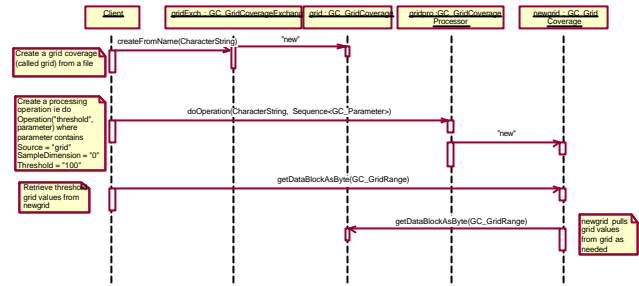 Client
gridExch : GC_GridCoverageExchang
grid : GC_GridCoverage
gridpro :GC_GridCoverage
Processor
newgrid : GC_Grid
Coverage
createFromName(CharacterString)
"new"
Create a grid coverage
(called grid) from a file
Create a processing
operation ie do
Operation("threshold",
parameter) where
parameter contains
Source = "grid"
SampleDimension = "0"
Threshold = "100"
doOperation(CharacterString, Sequence<GC_Parameter>)
"new"
getDataBlockAsByte(GC_GridRange)
Retrieve thresh
grid values from
newgrid
getDataBlockAsByte(GC_GridRange)
newgrid pulls
grid values
from grid as
needed